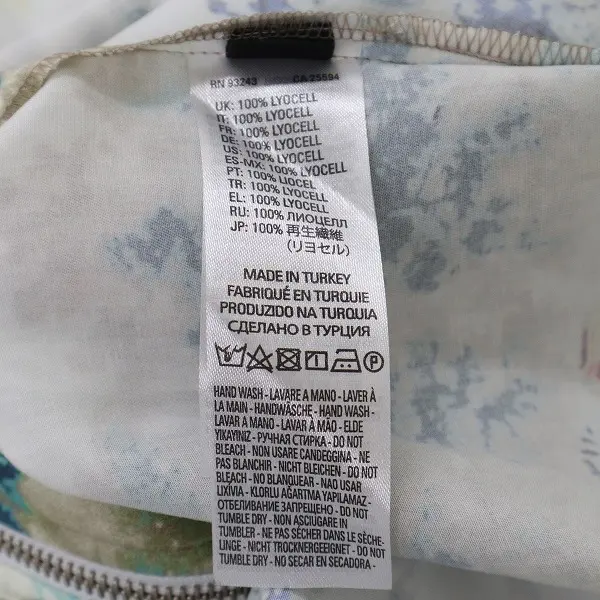 RN 93243 CA 25594
UK: 100% LYOCELL
IT: 100% LYOCELL
FR: 100% LYOCELL
DE: 100% LYOCELL
US: 100% LYOCELL
ES-MX: 100% LYOCELL
PT: 100% LIOCEL
TR: 100% LYOCELL
EL: 100% LYOCELL
RU: 100% ЛИОЦЕЛЛ
JP: 100% 再生繊維
(リヨセル)
MADE IN TURKEY
FABRIQUÉ EN TURQUIE
PRODUZIDO NA TURQUIA
СДЕЛАНО В ТУРЦИЯ
P
HAND WASH - LAVARE A MANO - LAVER À
LA MAIN - HANDWÄSCHE - HAND WASH -
LAVAR A MANO - LAVAR À MÃO - ELDE
YIKAYINIZ - РУЧНАЯ СТИРКА - DO NOT
BLEACH - NON USARE CANDEGGINA - NE
PAS BLANCHIR - NICHT BLEICHEN - DO NOT
BLEACH - NO BLANQUEAR - NÃO USAR
LIXÍVIA - KLORLU AĞARTMA YAPILAMAZ -
ОТБЕЛИВАНИЕ ЗАПРЕЩЕНО - DO NOT
TUMBLE DRY - NON ASCIUGARE IN
TUMBLER - NE PAS SÉCHER DANS LE SÈCHE-
LINGE - NICHT TROCKNERGEEIGNET - DO NOT
TUMBLE DRY - NO SECAR EN SECADORA -